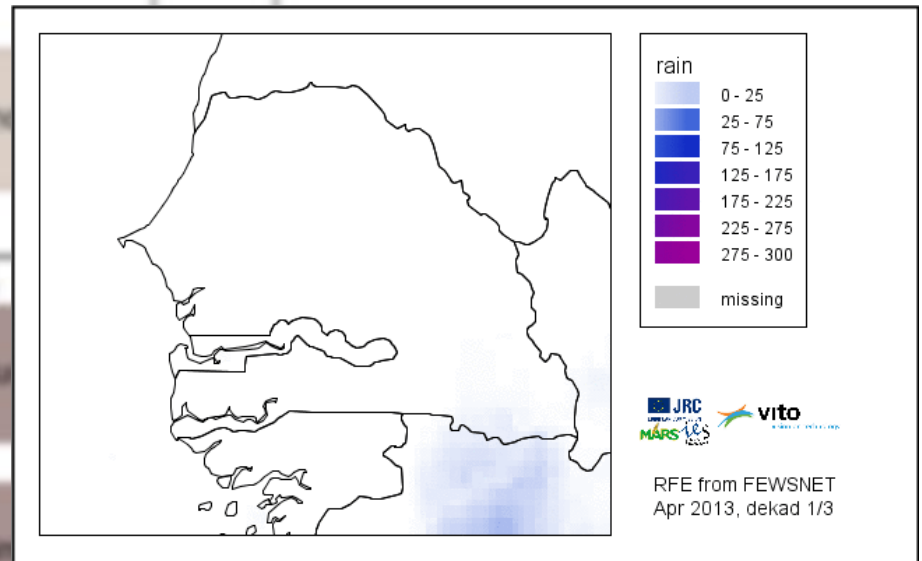 rain
0 - 25
25 - 75
75 - 125
125 - 175
175 - 225
225 - 275
275 - 300
missing
JRC
MARS ies
vito
RFE from FEWSNET
Apr 2013, dekad 1/3